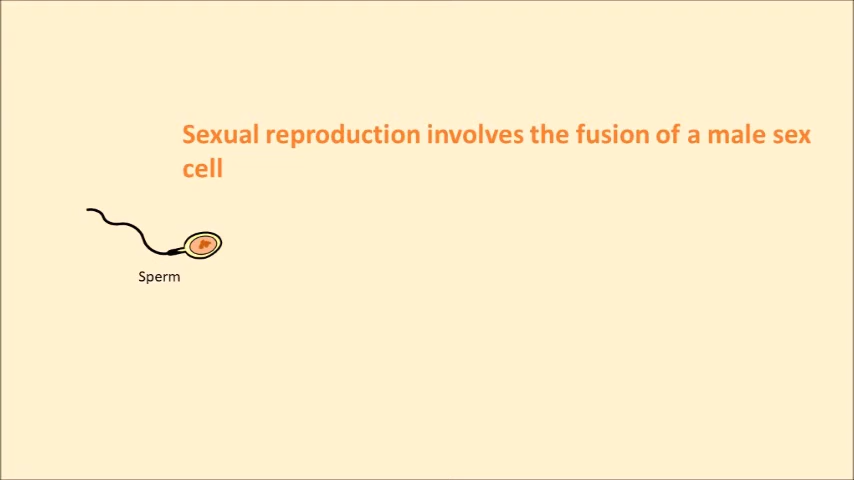 Sexual reproduction involves the fusion of a male sex
cell
Sperm